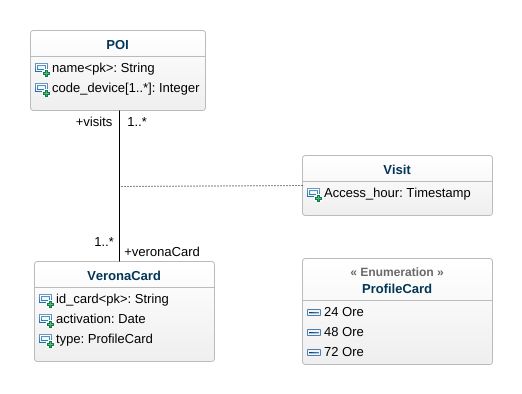 POI
name<pk>: String
code_device[1..*]: Integer
+visits
1..*
Visit
Access_hour: Timestamp
1..*
+veronaCard
VeronaCard
id_card<pk>: String
activation: Date
type: ProfileCard
« Enumeration »
ProfileCard
24 Ore
48 Ore
72 Ore